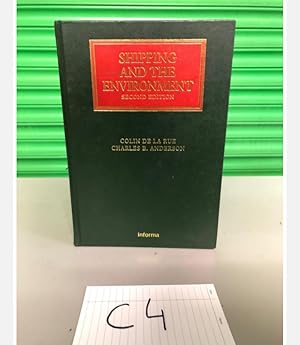 SHIPPING
AND THE
ENVIRONMENT
SECOND EDITION
COLIN DE LA RUE
CHARLES B. ANDERSON
informa
C4